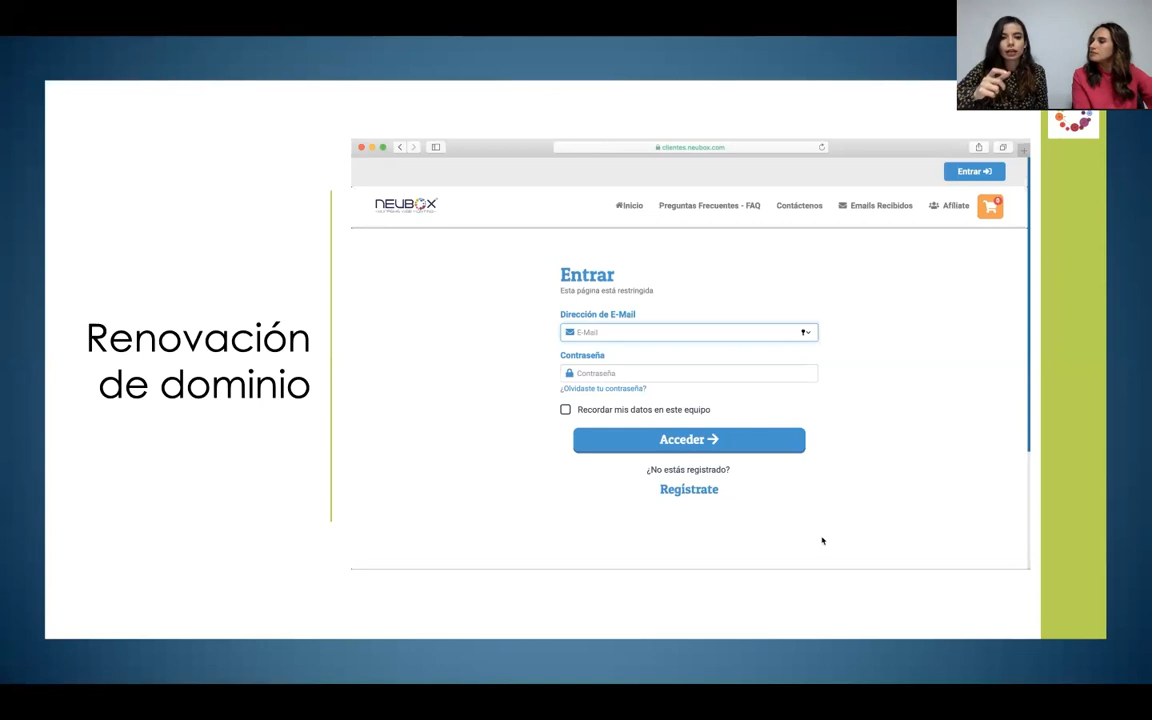 clientes.neubox.com
Entrar
NEUBOX
Inicio
Preguntas Frecuentes - FAQ
Contáctenos
Emails Recibidos
Afíliate
0
Renovación
de dominio
Entrar
Esta página está restringida
Dirección de E-Mail
E-Mail
Contraseña
Contraseña
¿Olvidaste tu contraseña?
Recordar mis datos en este equipo
Acceder
¿No estás registrado?
Regístrate